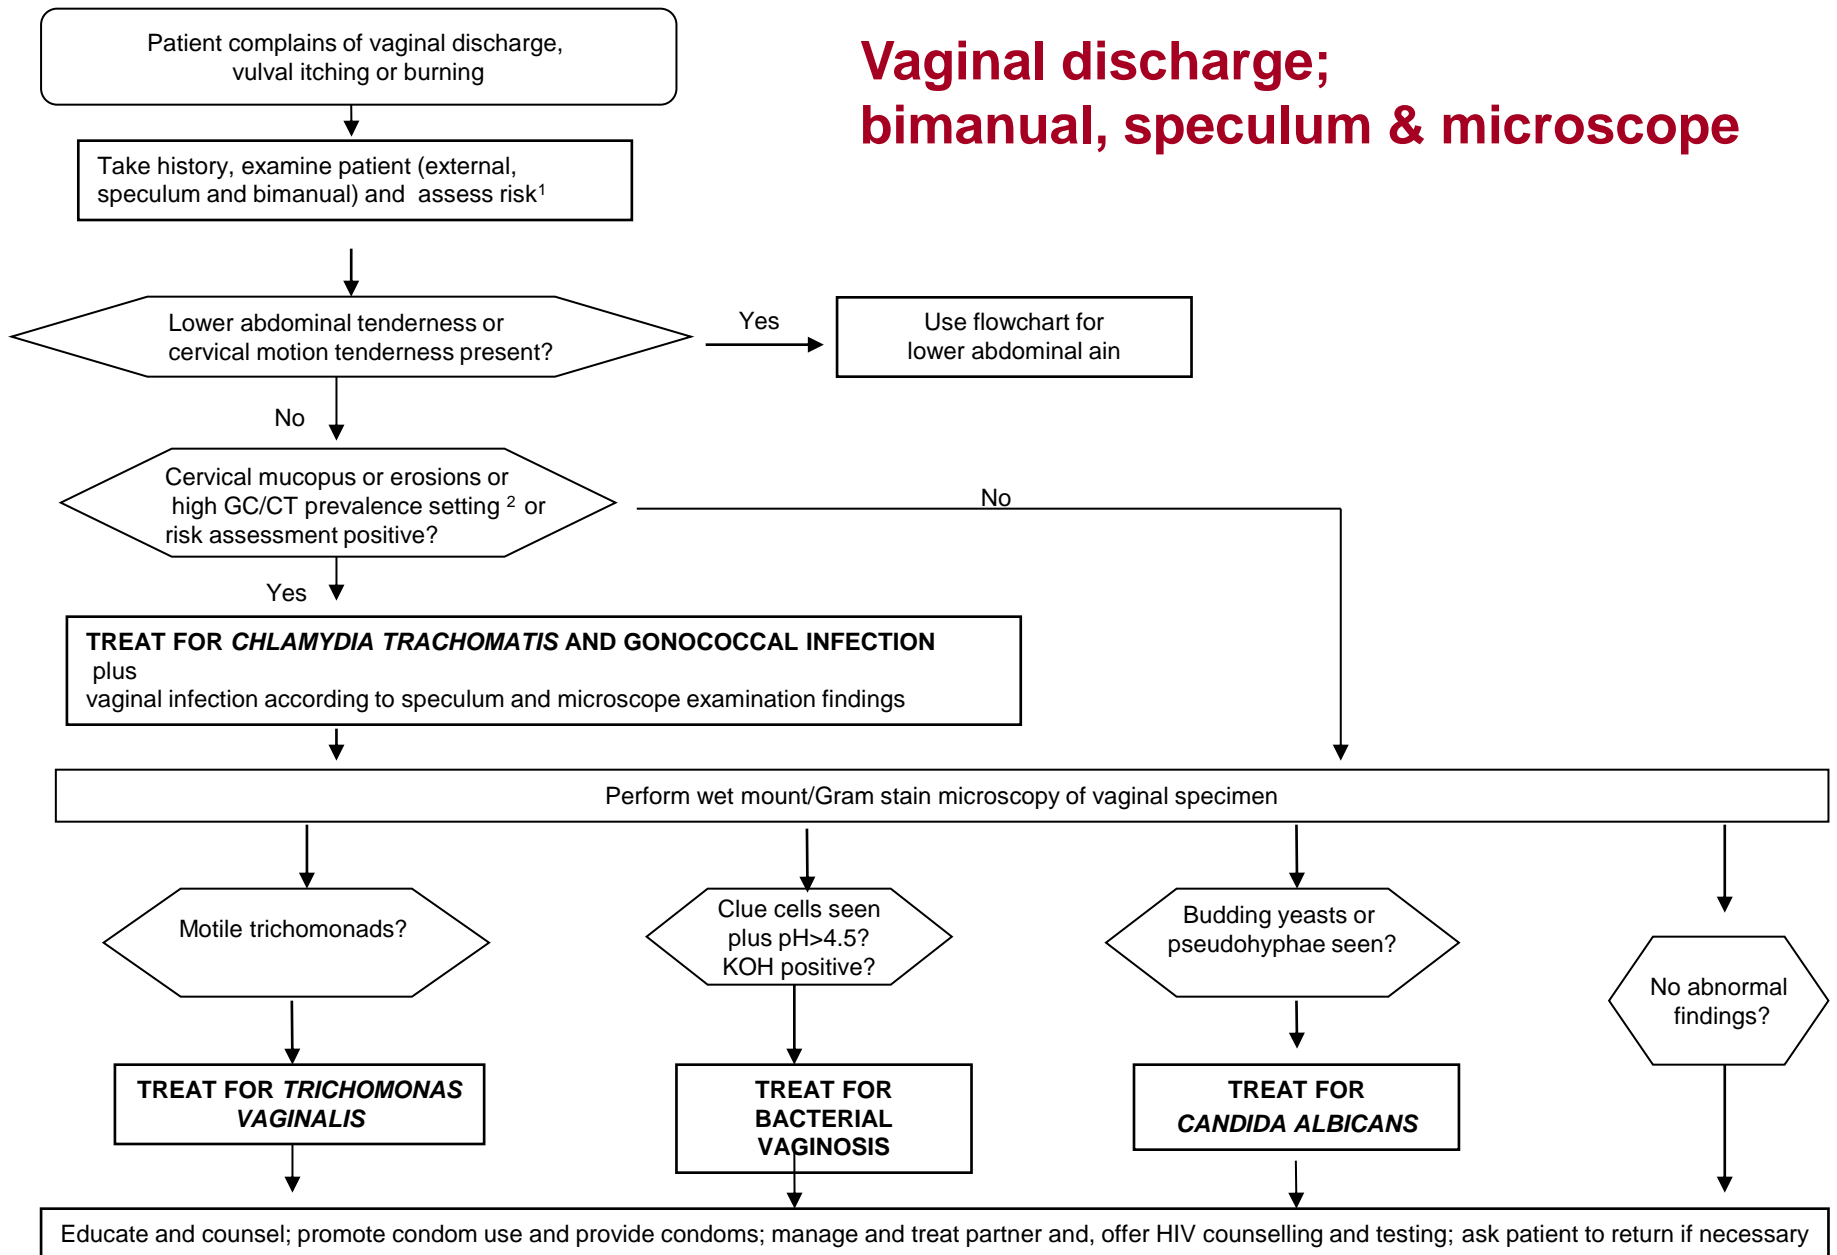 Vaginal discharge;
bimanual, speculum & microscope
Patient complains of vaginal discharge,
vulval itching or burning
Take history, examine patient (external,
speculum and bimanual) and assess risk¹
Lower abdominal tenderness or
cervical motion tenderness present?
Yes
Use flowchart for
lower abdominal ain
No
Cervical mucopus or erosions or
high GC/CT prevalence setting ² or
risk assessment positive?
No
Yes
TREAT FOR CHLAMYDIA TRACHOMATIS AND GONOCOCCAL INFECTION
plus
vaginal infection according to speculum and microscope examination findings
Perform wet mount/Gram stain microscopy of vaginal specimen
Motile trichomonads?
Clue cells seen
plus pH>4.5?
KOH positive?
Budding yeasts or
pseudohyphae seen?
No abnormal
findings?
TREAT FOR TRICHOMONAS
VAGINALIS
TREAT FOR
BACTERIAL
VAGINOSIS
TREAT FOR
CANDIDA ALBICANS
Educate and counsel; promote condom use and provide condoms; manage and treat partner and, offer HIV counselling and testing; ask patient to return if necessary